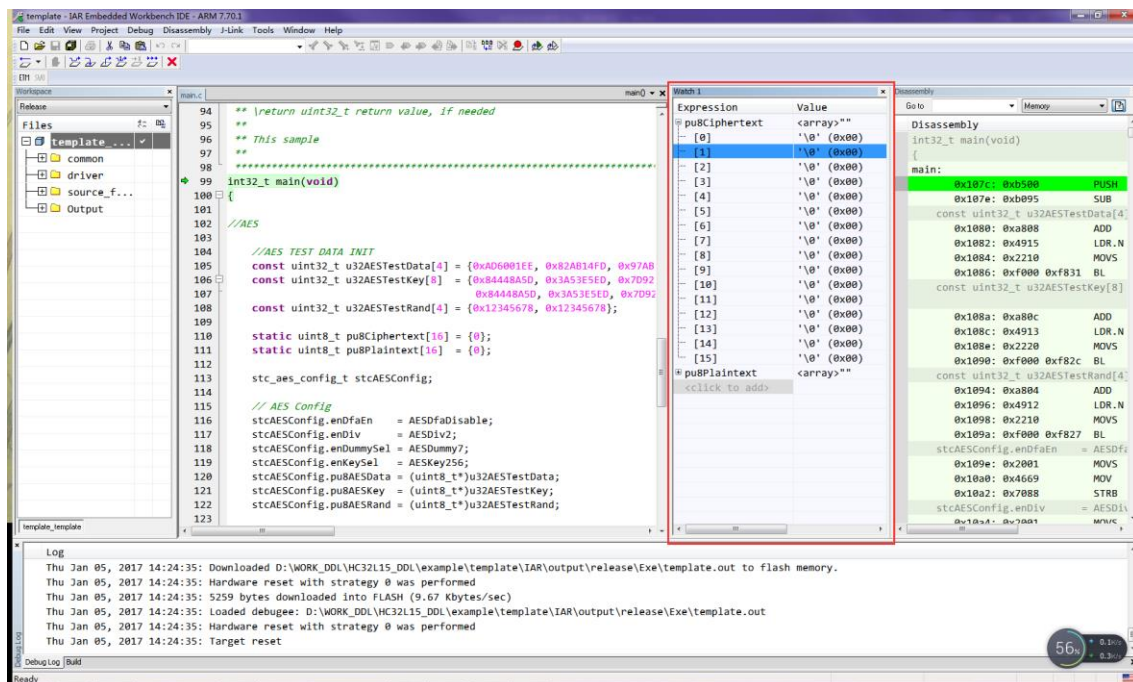 template - IAR Embedded Workbench IDE - ARM 7.70.1
File Edit View Project Debug Disassembly J-Link Tools Window Help
Workspace
Release
Files
template_...
common
driver
source_f...
Output
template_template
main.c
main()
94 ** \return uint32_t return value, if needed
95 **
96 ** This sample
97 **
98 ******************************************************************
99 int32_t main(void)
100 {
101
102 //AES
103
104 //AES TEST DATA INIT
105 const uint32_t u32AESTestData[4] = {0xAD6001EE, 0x82AB14FD, 0x97AB
106 const uint32_t u32AESTestKey[8] = {0x84448A5D, 0x3A53E5ED, 0x7D92
107 0x84448A5D, 0x3A53E5ED, 0x7D92
108 const uint32_t u32AESTestRand[4] = {0x12345678, 0x12345678};
109
110 static uint8_t pu8Ciphertext[16] = {0};
111 static uint8_t pu8Plaintext[16] = {0};
112
113 stc_aes_config_t stcAESConfig;
114
115 // AES Config
116 stcAESConfig.enDfaEn = AESDfaDisable;
117 stcAESConfig.enDiv = AESDiv2;
118 stcAESConfig.enDummySel = AESDummy7;
119 stcAESConfig.enKeySel = AESKey256;
120 stcAESConfig.pu8AESData = (uint8_t*)u32AESTestData;
121 stcAESConfig.pu8AESKey = (uint8_t*)u32AESTestKey;
122 stcAESConfig.pu8AESRand = (uint8_t*)u32AESTestRand;
123
Watch 1
Expression Value
pu8Ciphertext <array>""
[0] '\0' (0x00)
[1] '\0' (0x00)
[2] '\0' (0x00)
[3] '\0' (0x00)
[4] '\0' (0x00)
[5] '\0' (0x00)
[6] '\0' (0x00)
[7] '\0' (0x00)
[8] '\0' (0x00)
[9] '\0' (0x00)
[10] '\0' (0x00)
[11] '\0' (0x00)
[12] '\0' (0x00)
[13] '\0' (0x00)
[14] '\0' (0x00)
[15] '\0' (0x00)
pu8Plaintext <array>""
<click to add>
Disassembly
Go to Memory
Disassembly
int32_t main(void)
{
main:
0x107c: 0xb500 PUSH
0x107e: 0xb095 SUB
const uint32_t u32AESTestData[4]
0x1080: 0xa808 ADD
0x1082: 0x4915 LDR.N
0x1084: 0x2210 MOVS
0x1086: 0xf000 0xf831 BL
const uint32_t u32AESTestKey[8]
0x108a: 0xa80c ADD
0x108c: 0x4913 LDR.N
0x108e: 0x2220 MOVS
0x1090: 0xf000 0xf82c BL
const uint32_t u32AESTestRand[4]
0x1094: 0xa804 ADD
0x1096: 0x4912 LDR.N
0x1098: 0x2210 MOVS
0x109a: 0xf000 0xf827 BL
stcAESConfig.enDfaEn = AESDfa
0x109e: 0x2001 MOVS
0x10a0: 0x4669 MOV
0x10a2: 0x7088 STRB
stcAESConfig.enDiv = AESDiv
0x10a4: 0x2001 MOVS
Log
Thu Jan 05, 2017 14:24:35: Downloaded D:\WORK_DDL\HC32L15_DDL\example\template\IAR\output\release\Exe\template.out to flash memory.
Thu Jan 05, 2017 14:24:35: Hardware reset with strategy 0 was performed
Thu Jan 05, 2017 14:24:35: 5259 bytes downloaded into FLASH (9.67 Kbytes/sec)
Thu Jan 05, 2017 14:24:35: Loaded debugee: D:\WORK_DDL\HC32L15_DDL\example\template\IAR\output\release\Exe\template.out
Thu Jan 05, 2017 14:24:35: Hardware reset with strategy 0 was performed
Thu Jan 05, 2017 14:24:35: Target reset
Debug Log
Debug Log Build
Ready